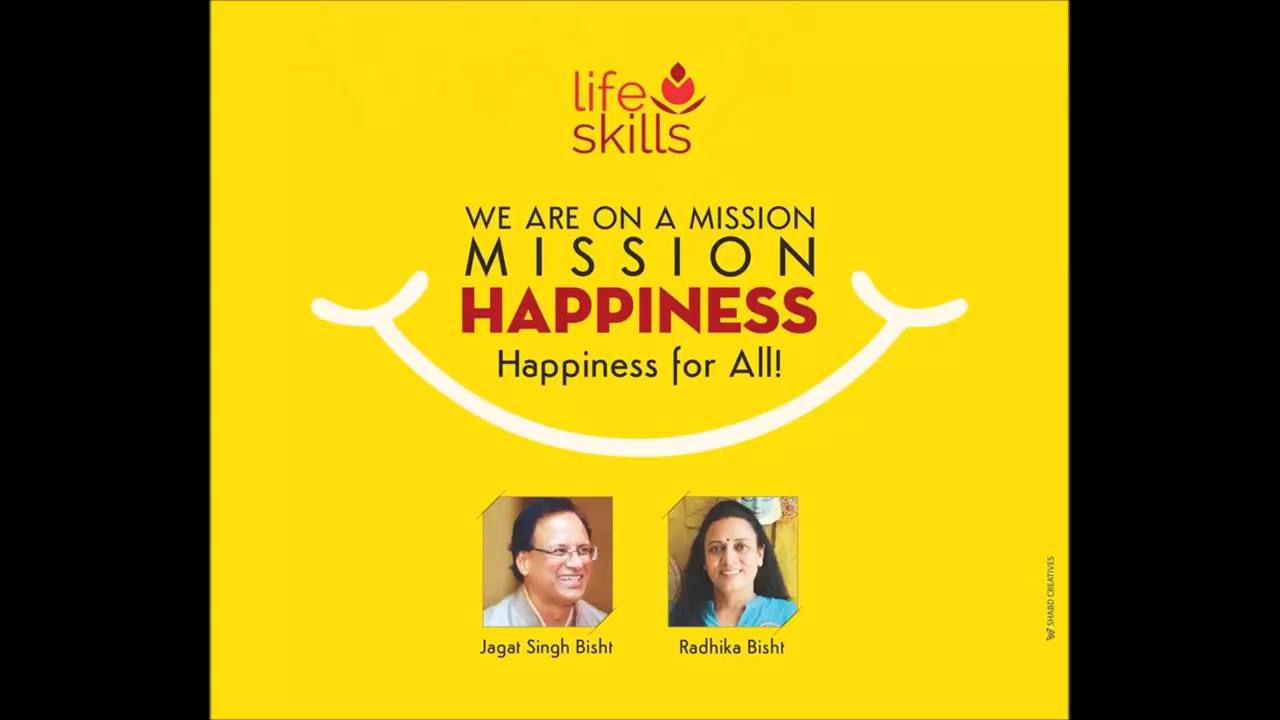 life
skills
WE ARE ON A MISSION
MISSION
HAPPINESS
Happiness for All!
Jagat Singh Bisht
Radhika Bisht
SHABD CREATIVES